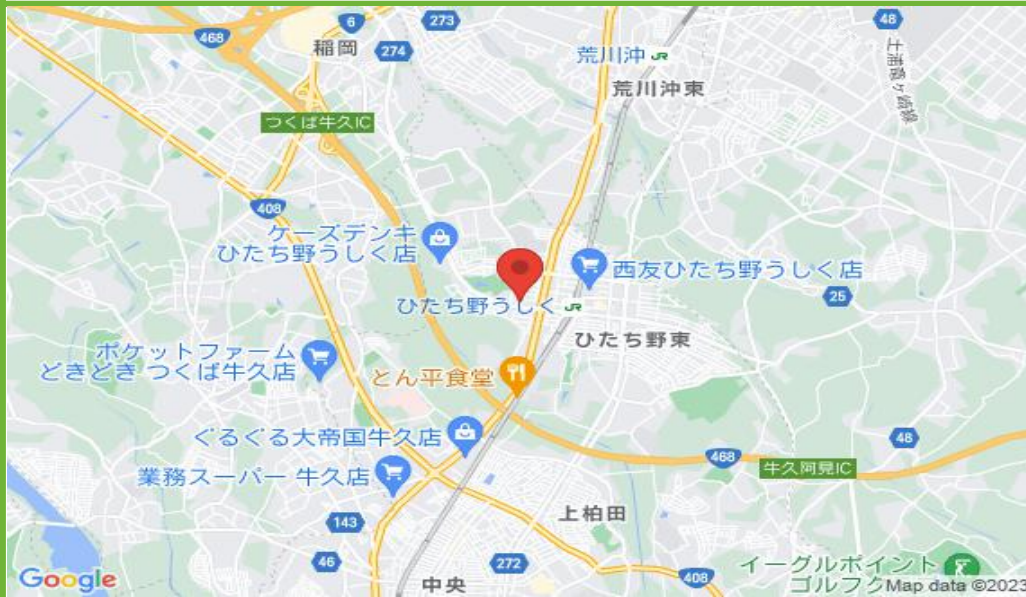 468
6
稲岡
274
273
荒川沖 JR
荒川沖東
48
土浦竜ヶ崎線
つくば牛久IC
408
ケーズデンキ
ひたち野うしく店
西友ひたち野うしく店
25
ひたち野うしく JR
ひたち野東
ポケットファーム
どきどき つくば牛久店
とん平食堂
ぐるぐる大帝国牛久店
業務スーパー 牛久店
48
468
牛久阿見IC
143
上柏田
46
272
408
イーグルポイント
ゴルフク
中央
Google
Map data ©2023